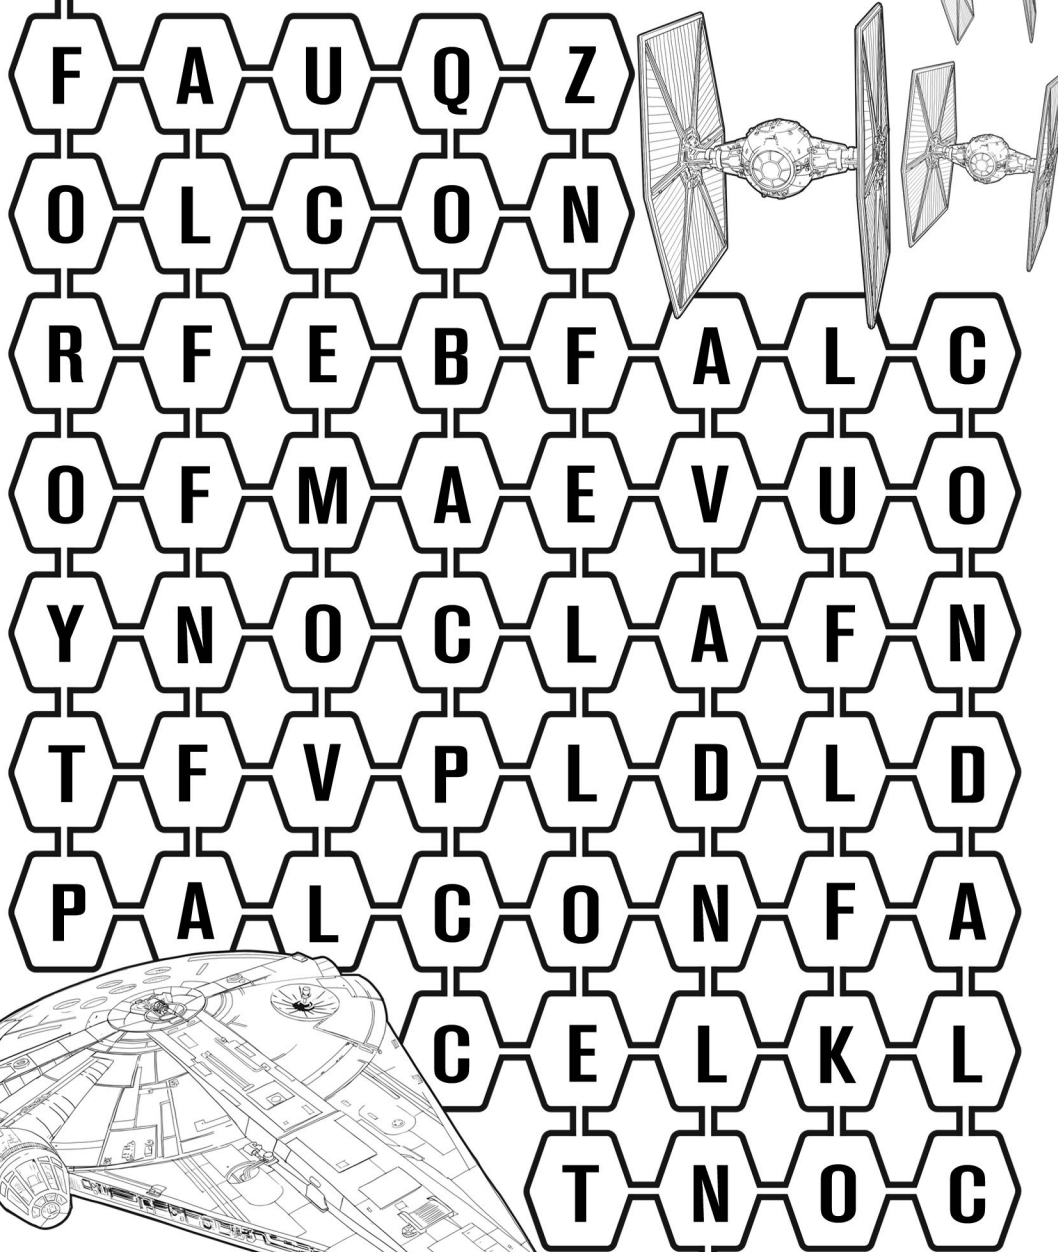 F A U Q Z
O L C O N
R F E B F A L C
O F M A E V U O
Y N O C L A F N
T F V P L D L D
P A L C O N F A
C E L K L
T N O C